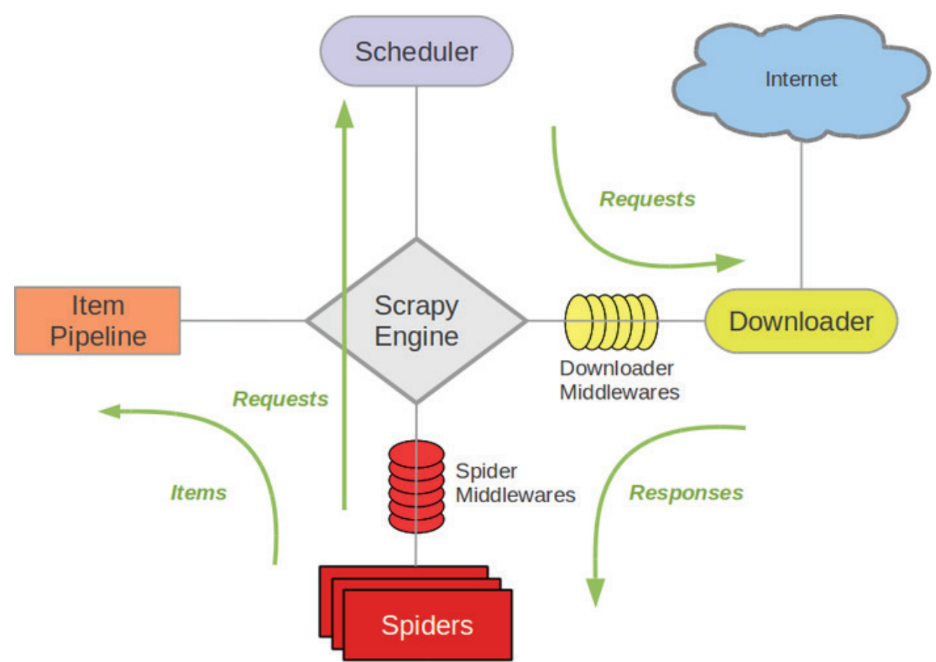 Scheduler
Internet
Requests
Item
Pipeline
Scrapy
Engine
Downloader
Downloader
Middlewares
Requests
Items
Spider
Middlewares
Responses
Spiders